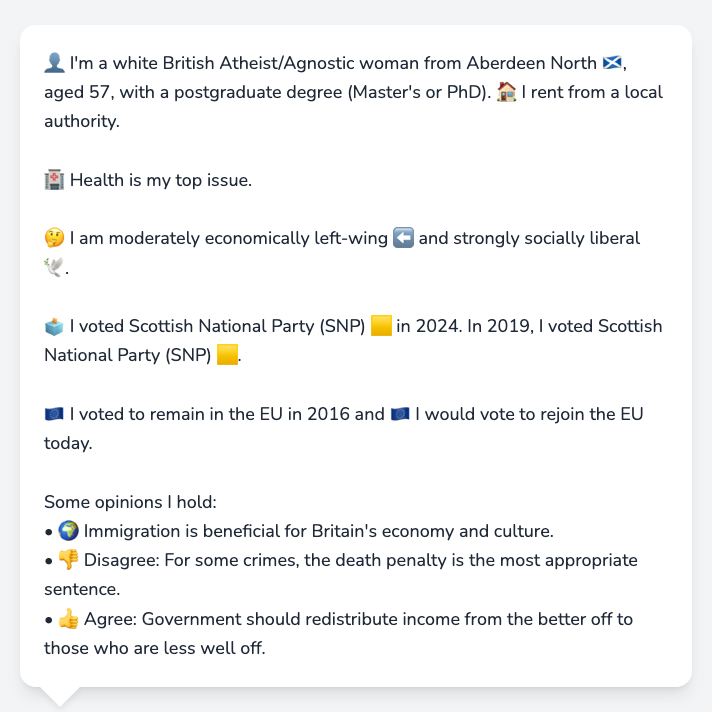 👤 I'm a white British Atheist/Agnostic woman from Aberdeen North 🏴󠁧󠁢󠁳󠁣󠁴󠁿,
aged 57, with a postgraduate degree (Master's or PhD). 🏠 I rent from a local
authority.
🏥 Health is my top issue.
🤔 I am moderately economically left-wing ⬅️ and strongly socially liberal
🕊️.
🗳️ I voted Scottish National Party (SNP) 🟨 in 2024. In 2019, I voted Scottish
National Party (SNP) 🟨.
🇪🇺 I voted to remain in the EU in 2016 and 🇪🇺 I would vote to rejoin the EU
today.
Some opinions I hold:
• 🌍 Immigration is beneficial for Britain's economy and culture.
• 👎 Disagree: For some crimes, the death penalty is the most appropriate
sentence.
• 👍 Agree: Government should redistribute income from the better off to
those who are less well off.